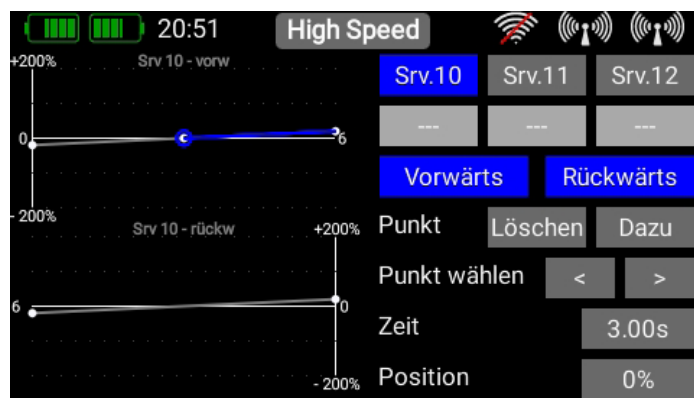 20:51 High Speed
+200% Srv 10 - vorw
0 6
- 200%
Srv 10 - rückw +200%
6 0
- 200%
Srv.10 Srv.11 Srv.12
--- --- ---
Vorwärts Rückwärts
Punkt Löschen Dazu
Punkt wählen < >
Zeit 3.00s
Position 0%